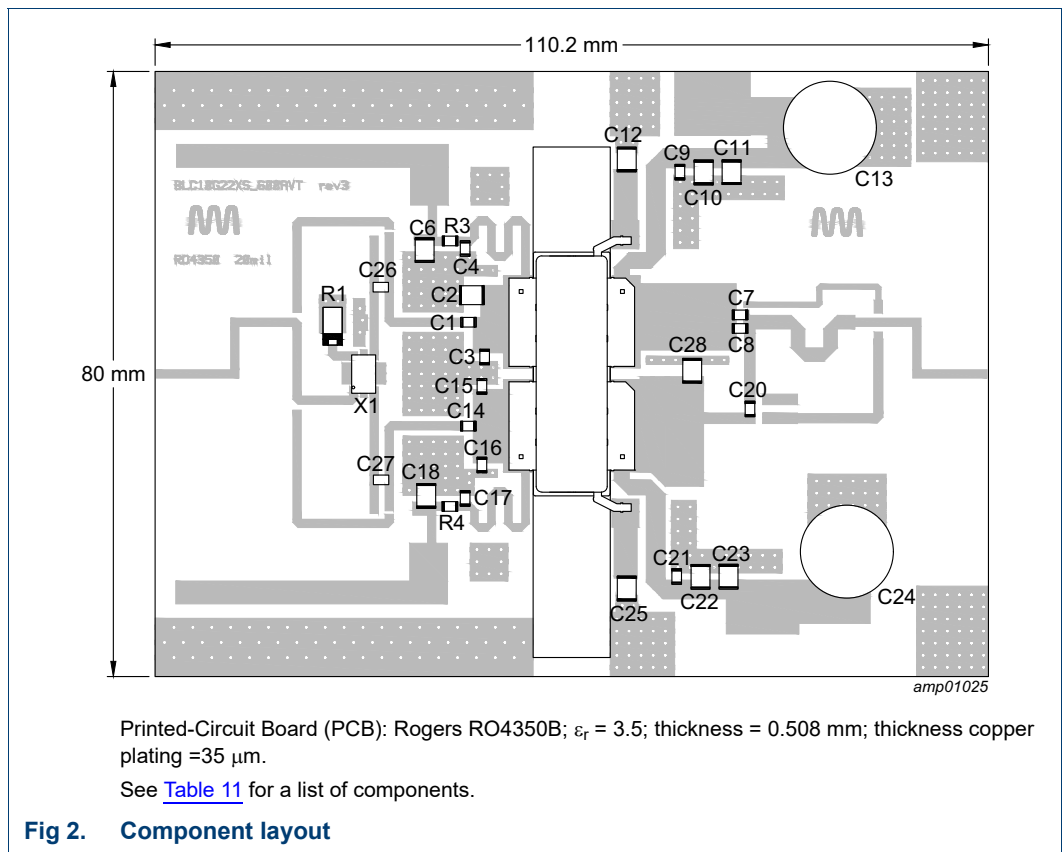 110.2 mm
80 mm
C12
C9
C11
C10
C13
rev3
C6
R3
C4
RO4350 20mil
C26
R1
C2
C1
C7
C8
C3
C28
C15
X1
C20
C14
C16
C27
C18
C17
R4
C21
C23
C22
C25
C24
amp01025
Printed-Circuit Board (PCB): Rogers RO4350B; εr = 3.5; thickness = 0.508 mm; thickness copper
plating =35 μm.
See Table 11 for a list of components.
Fig 2. Component layout